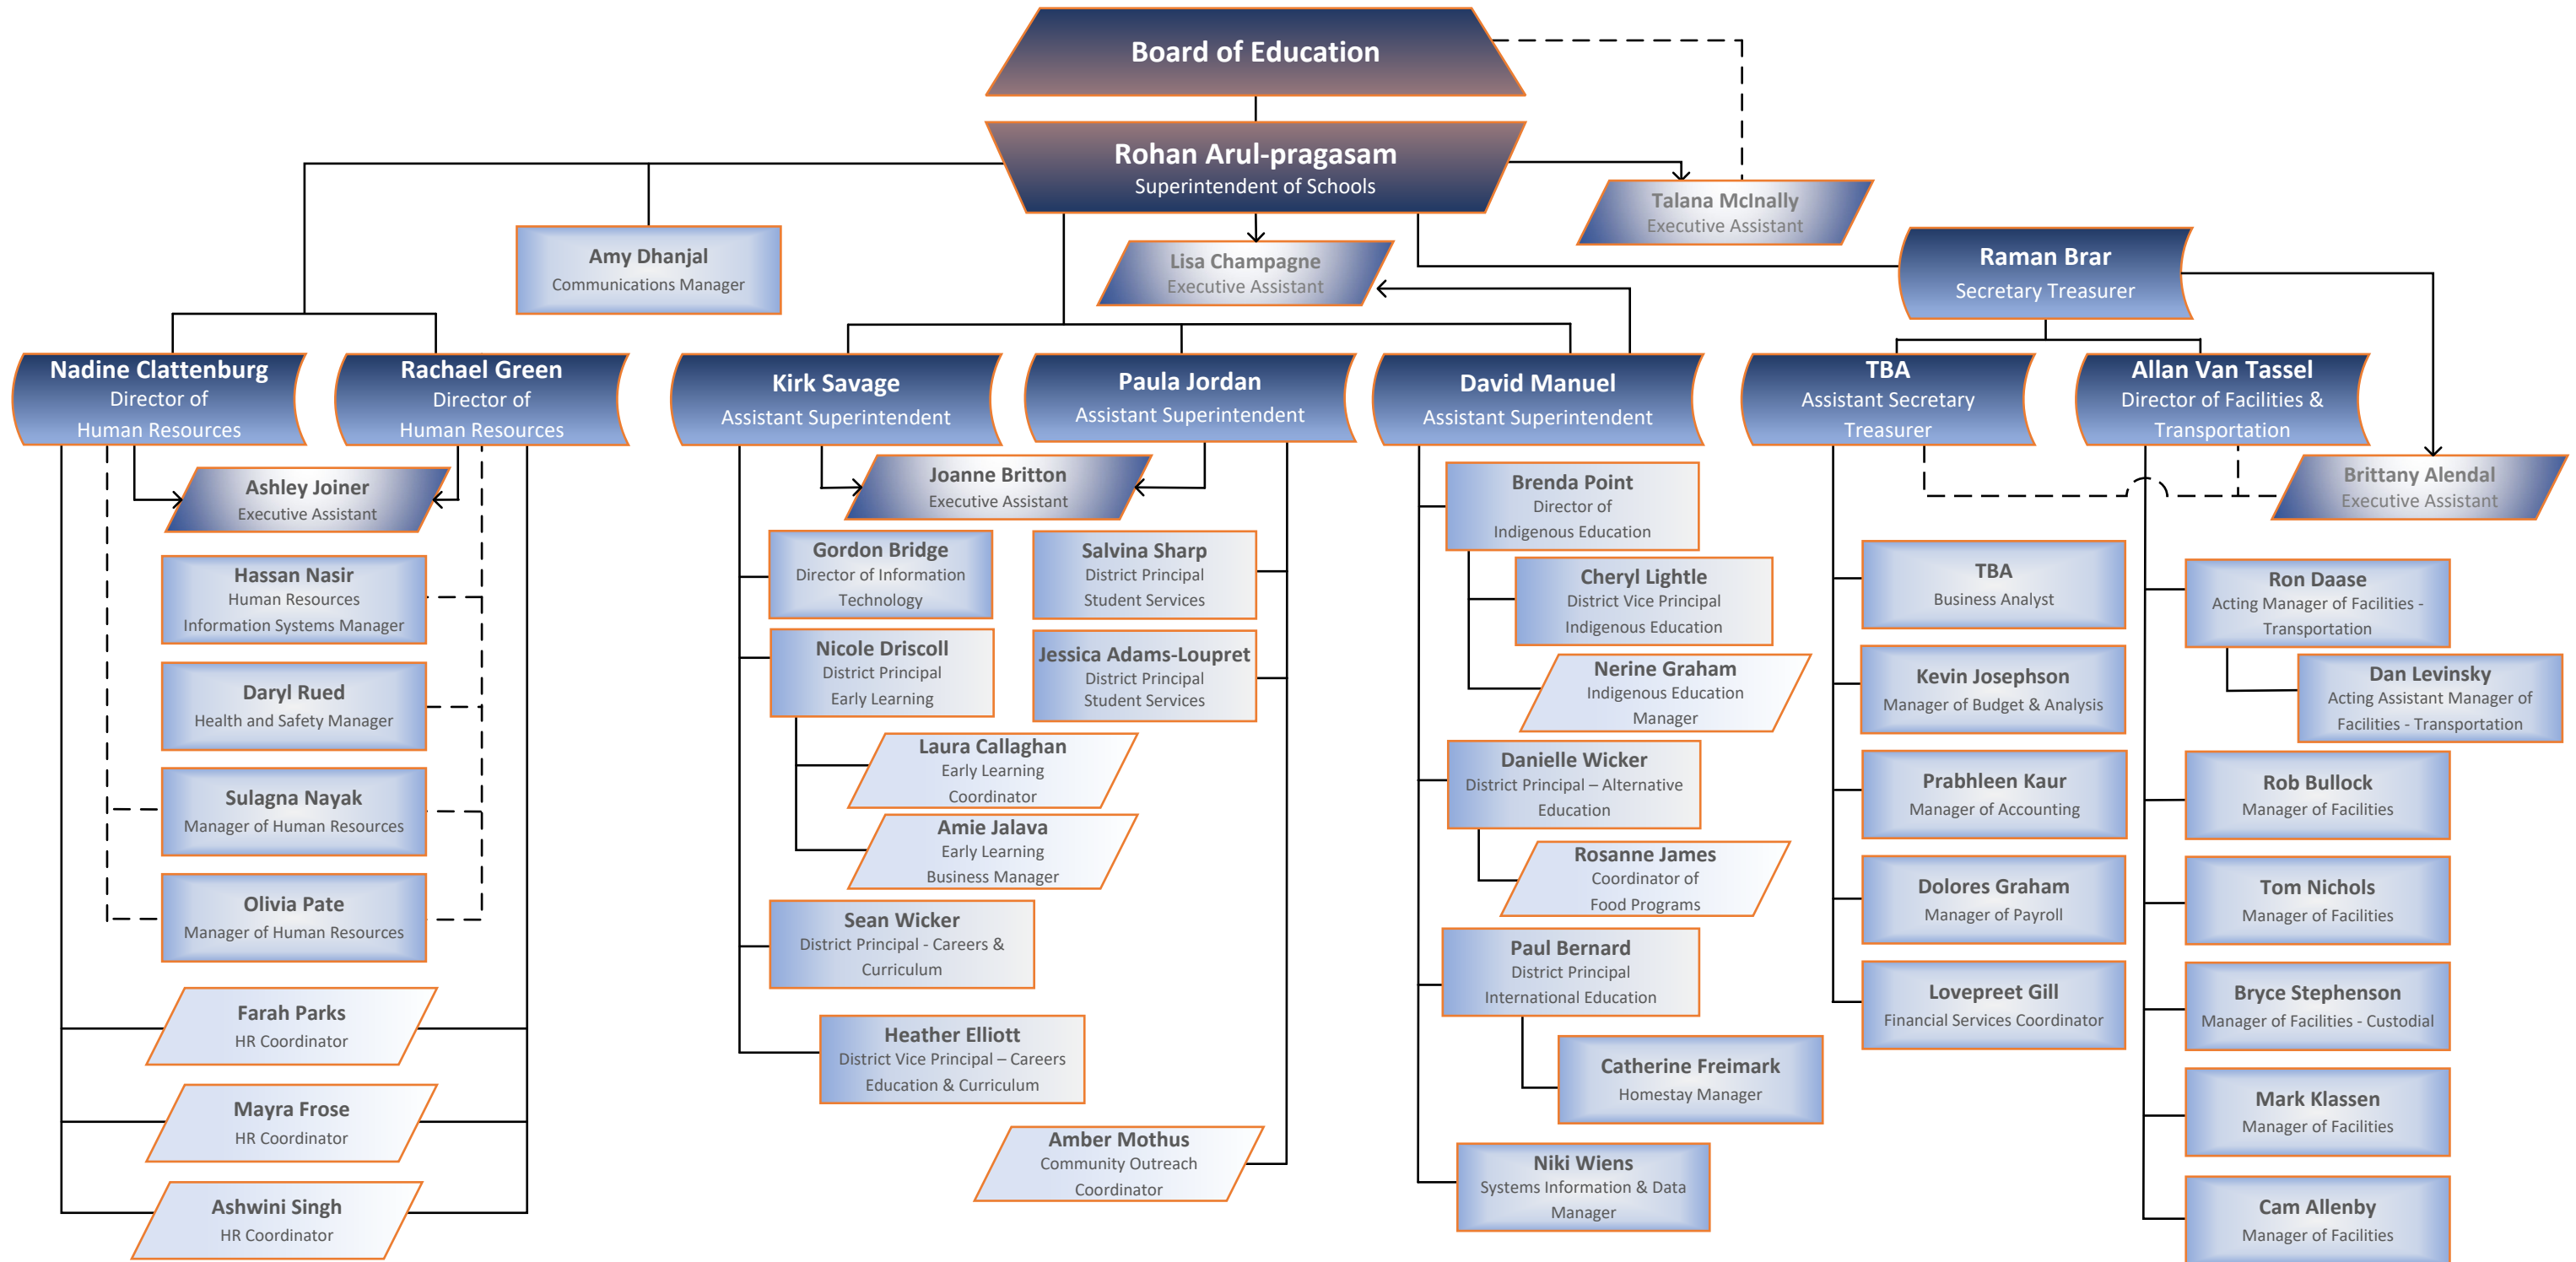 Board of Education
Rohan Arul-pragasam
Superintendent of Schools
Talana McInally
Executive Assistant
Amy Dhanjal
Communications Manager
Lisa Champagne
Executive Assistant
Raman Brar
Secretary Treasurer
Nadine Clattenburg
Director of
Human Resources
Rachael Green
Director of
Human Resources
Kirk Savage
Assistant Superintendent
Paula Jordan
Assistant Superintendent
David Manuel
Assistant Superintendent
TBA
Assistant Secretary
Treasurer
Allan Van Tassel
Director of Facilities &
Transportation
Ashley Joiner
Executive Assistant
Joanne Britton
Executive Assistant
Brittany Alendal
Executive Assistant
Hassan Nasir
Human Resources
Information Systems Manager
Daryl Rued
Health and Safety Manager
Sulagna Nayak
Manager of Human Resources
Olivia Pate
Manager of Human Resources
Farah Parks
HR Coordinator
Mayra Frose
HR Coordinator
Ashwini Singh
HR Coordinator
Gordon Bridge
Director of Information
Technology
Nicole Driscoll
District Principal
Early Learning
Laura Callaghan
Early Learning
Coordinator
Amie Jalava
Early Learning
Business Manager
Sean Wicker
District Principal - Careers &
Curriculum
Heather Elliott
District Vice Principal – Careers
Education & Curriculum
Salvina Sharp
District Principal
Student Services
Jessica Adams-Loupret
District Principal
Student Services
Amber Mothus
Community Outreach
Coordinator
Brenda Point
Director of
Indigenous Education
Cheryl Lightle
District Vice Principal
Indigenous Education
Nerine Graham
Indigenous Education
Manager
Danielle Wicker
District Principal – Alternative
Education
Rosanne James
Coordinator of
Food Programs
Paul Bernard
District Principal
International Education
Catherine Freimark
Homestay Manager
Niki Wiens
Systems Information & Data
Manager
TBA
Business Analyst
Kevin Josephson
Manager of Budget & Analysis
Prabhleen Kaur
Manager of Accounting
Dolores Graham
Manager of Payroll
Lovepreet Gill
Financial Services Coordinator
Ron Daase
Acting Manager of Facilities -
Transportation
Dan Levinsky
Acting Assistant Manager of
Facilities - Transportation
Rob Bullock
Manager of Facilities
Tom Nichols
Manager of Facilities
Bryce Stephenson
Manager of Facilities - Custodial
Mark Klassen
Manager of Facilities
Cam Allenby
Manager of Facilities